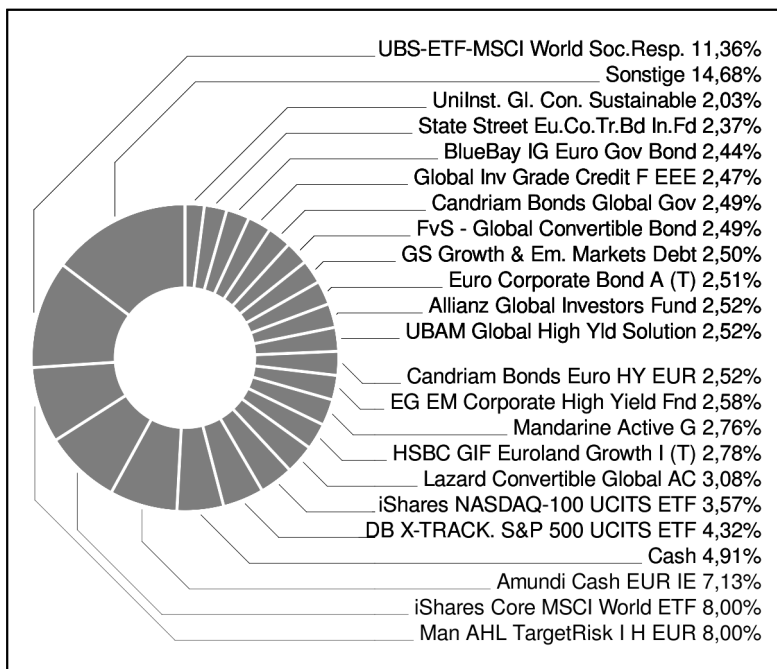 UBS-ETF-MSCI World Soc.Resp. 11,36%
Sonstige 14,68%
UniInst. Gl. Con. Sustainable 2,03%
State Street Eu.Co.Tr.Bd In.Fd 2,37%
BlueBay IG Euro Gov Bond 2,44%
Global Inv Grade Credit F EEE 2,47%
Candriam Bonds Global Gov 2,49%
FvS - Global Convertible Bond 2,49%
GS Growth & Em. Markets Debt 2,50%
Euro Corporate Bond A (T) 2,51%
Allianz Global Investors Fund 2,52%
UBAM Global High Yld Solution 2,52%
Candriam Bonds Euro HY EUR 2,52%
EG EM Corporate High Yield Fnd 2,58%
Mandarine Active G 2,76%
HSBC GIF Euroland Growth I (T) 2,78%
Lazard Convertible Global AC 3,08%
iShares NASDAQ-100 UCITS ETF 3,57%
DB X-TRACK. S&P 500 UCITS ETF 4,32%
Cash 4,91%
Amundi Cash EUR IE 7,13%
iShares Core MSCI World ETF 8,00%
Man AHL TargetRisk I H EUR 8,00%